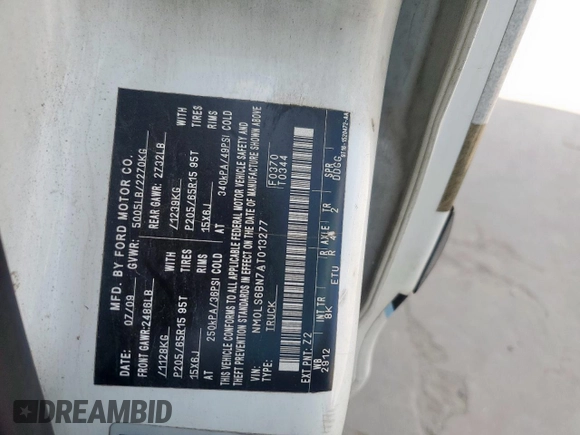 MFD. BY FORD MOTOR CO.
DATE: 07/09 GVWR: 5005LB/2270KG
FRONT GAWR: 2486LB REAR GAWR: 2732LB
/1128KG WITH /1239KG WITH
P205/65R15 95T TIRES P205/65R15 95T TIRES
15X6J RIMS 15X6J RIMS
AT 250kPA/36PSI COLD AT 340kPA/49PSI COLD
THIS VEHICLE CONFORMS TO ALL APPLICABLE FEDERAL MOTOR VEHICLE SAFETY AND
THEFT PREVENTION STANDARDS IN EFFECT ON THE DATE OF MANUFACTURE SHOWN ABOVE
VIN: NM0LS6BN7AT013277 F0370
TYPE: TRUCK T0344
EXT PNT: Z2
WB INT TR R AXLE TR SPR
2912 BK ETU R 4 2 DDGG
DREAMBID